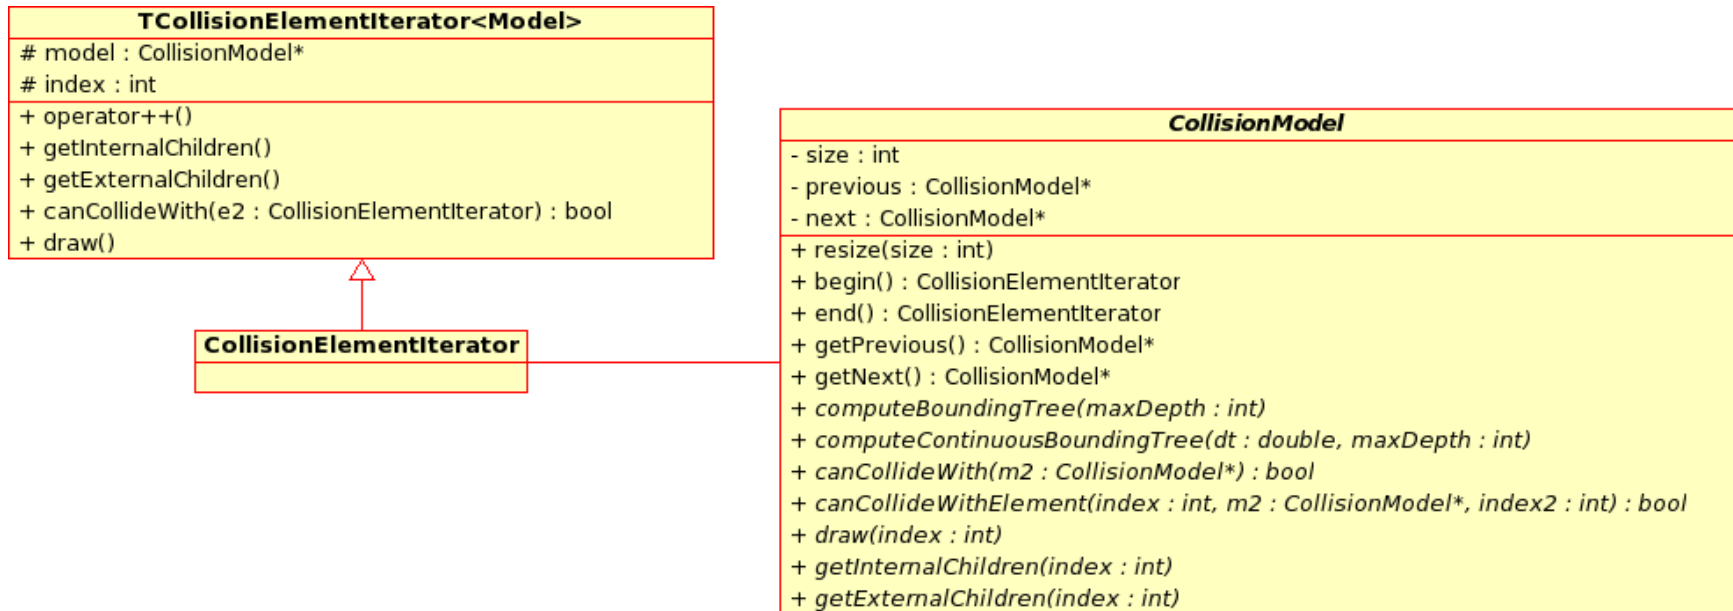 TCollisionElementIterator<Model>
# model : CollisionModel*
# index : int
+ operator++()
+ getInternalChildren()
+ getExternalChildren()
+ canCollideWith(e2 : CollisionElementIterator) : bool
+ draw()
CollisionElementIterator
CollisionModel
- size : int
- previous : CollisionModel*
- next : CollisionModel*
+ resize(size : int)
+ begin() : CollisionElementIterator
+ end() : CollisionElementIterator
+ getPrevious() : CollisionModel*
+ getNext() : CollisionModel*
+ computeBoundingTree(maxDepth : int)
+ computeContinuousBoundingTree(dt : double, maxDepth : int)
+ canCollideWith(m2 : CollisionModel*) : bool
+ canCollideWithElement(index : int, m2 : CollisionModel*, index2 : int) : bool
+ draw(index : int)
+ getInternalChildren(index : int)
+ getExternalChildren(index : int)